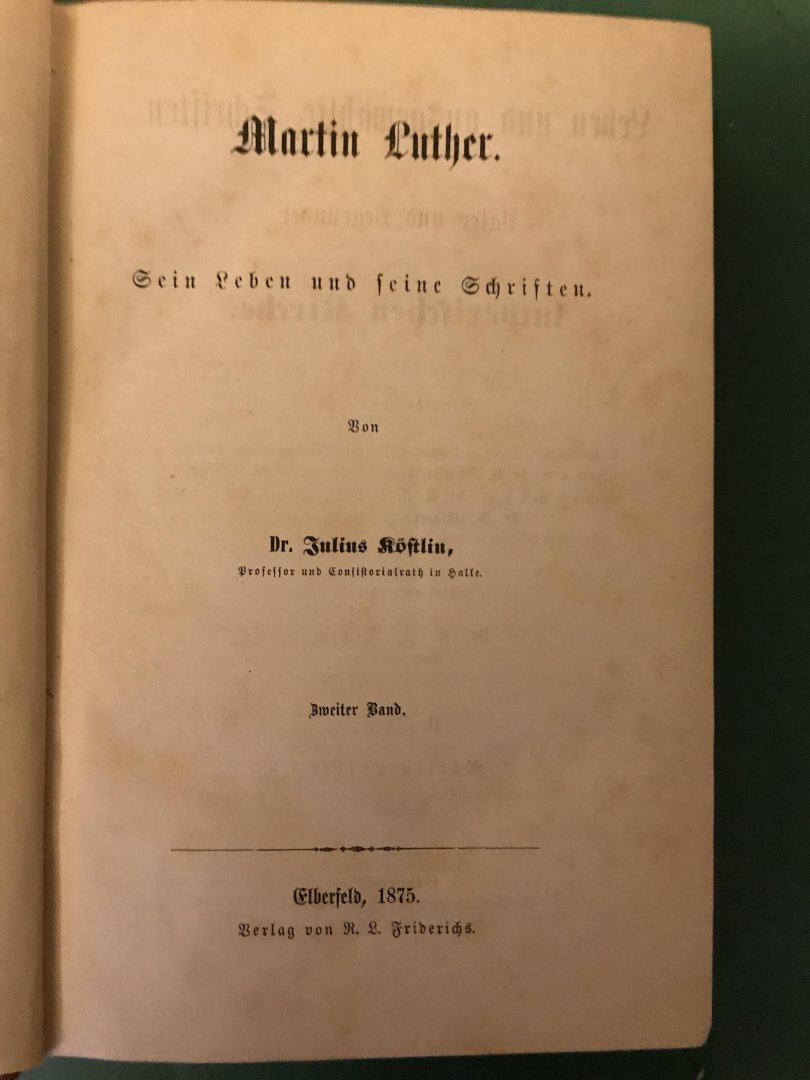 Martin Luther.
Sein Leben und seine Schriften.
Von
Dr. Julius Köstlin,
Professor und Consistorialrath in Halle.
Zweiter Band.
Elberfeld, 1875.
Verlag von R. L. Friderichs.